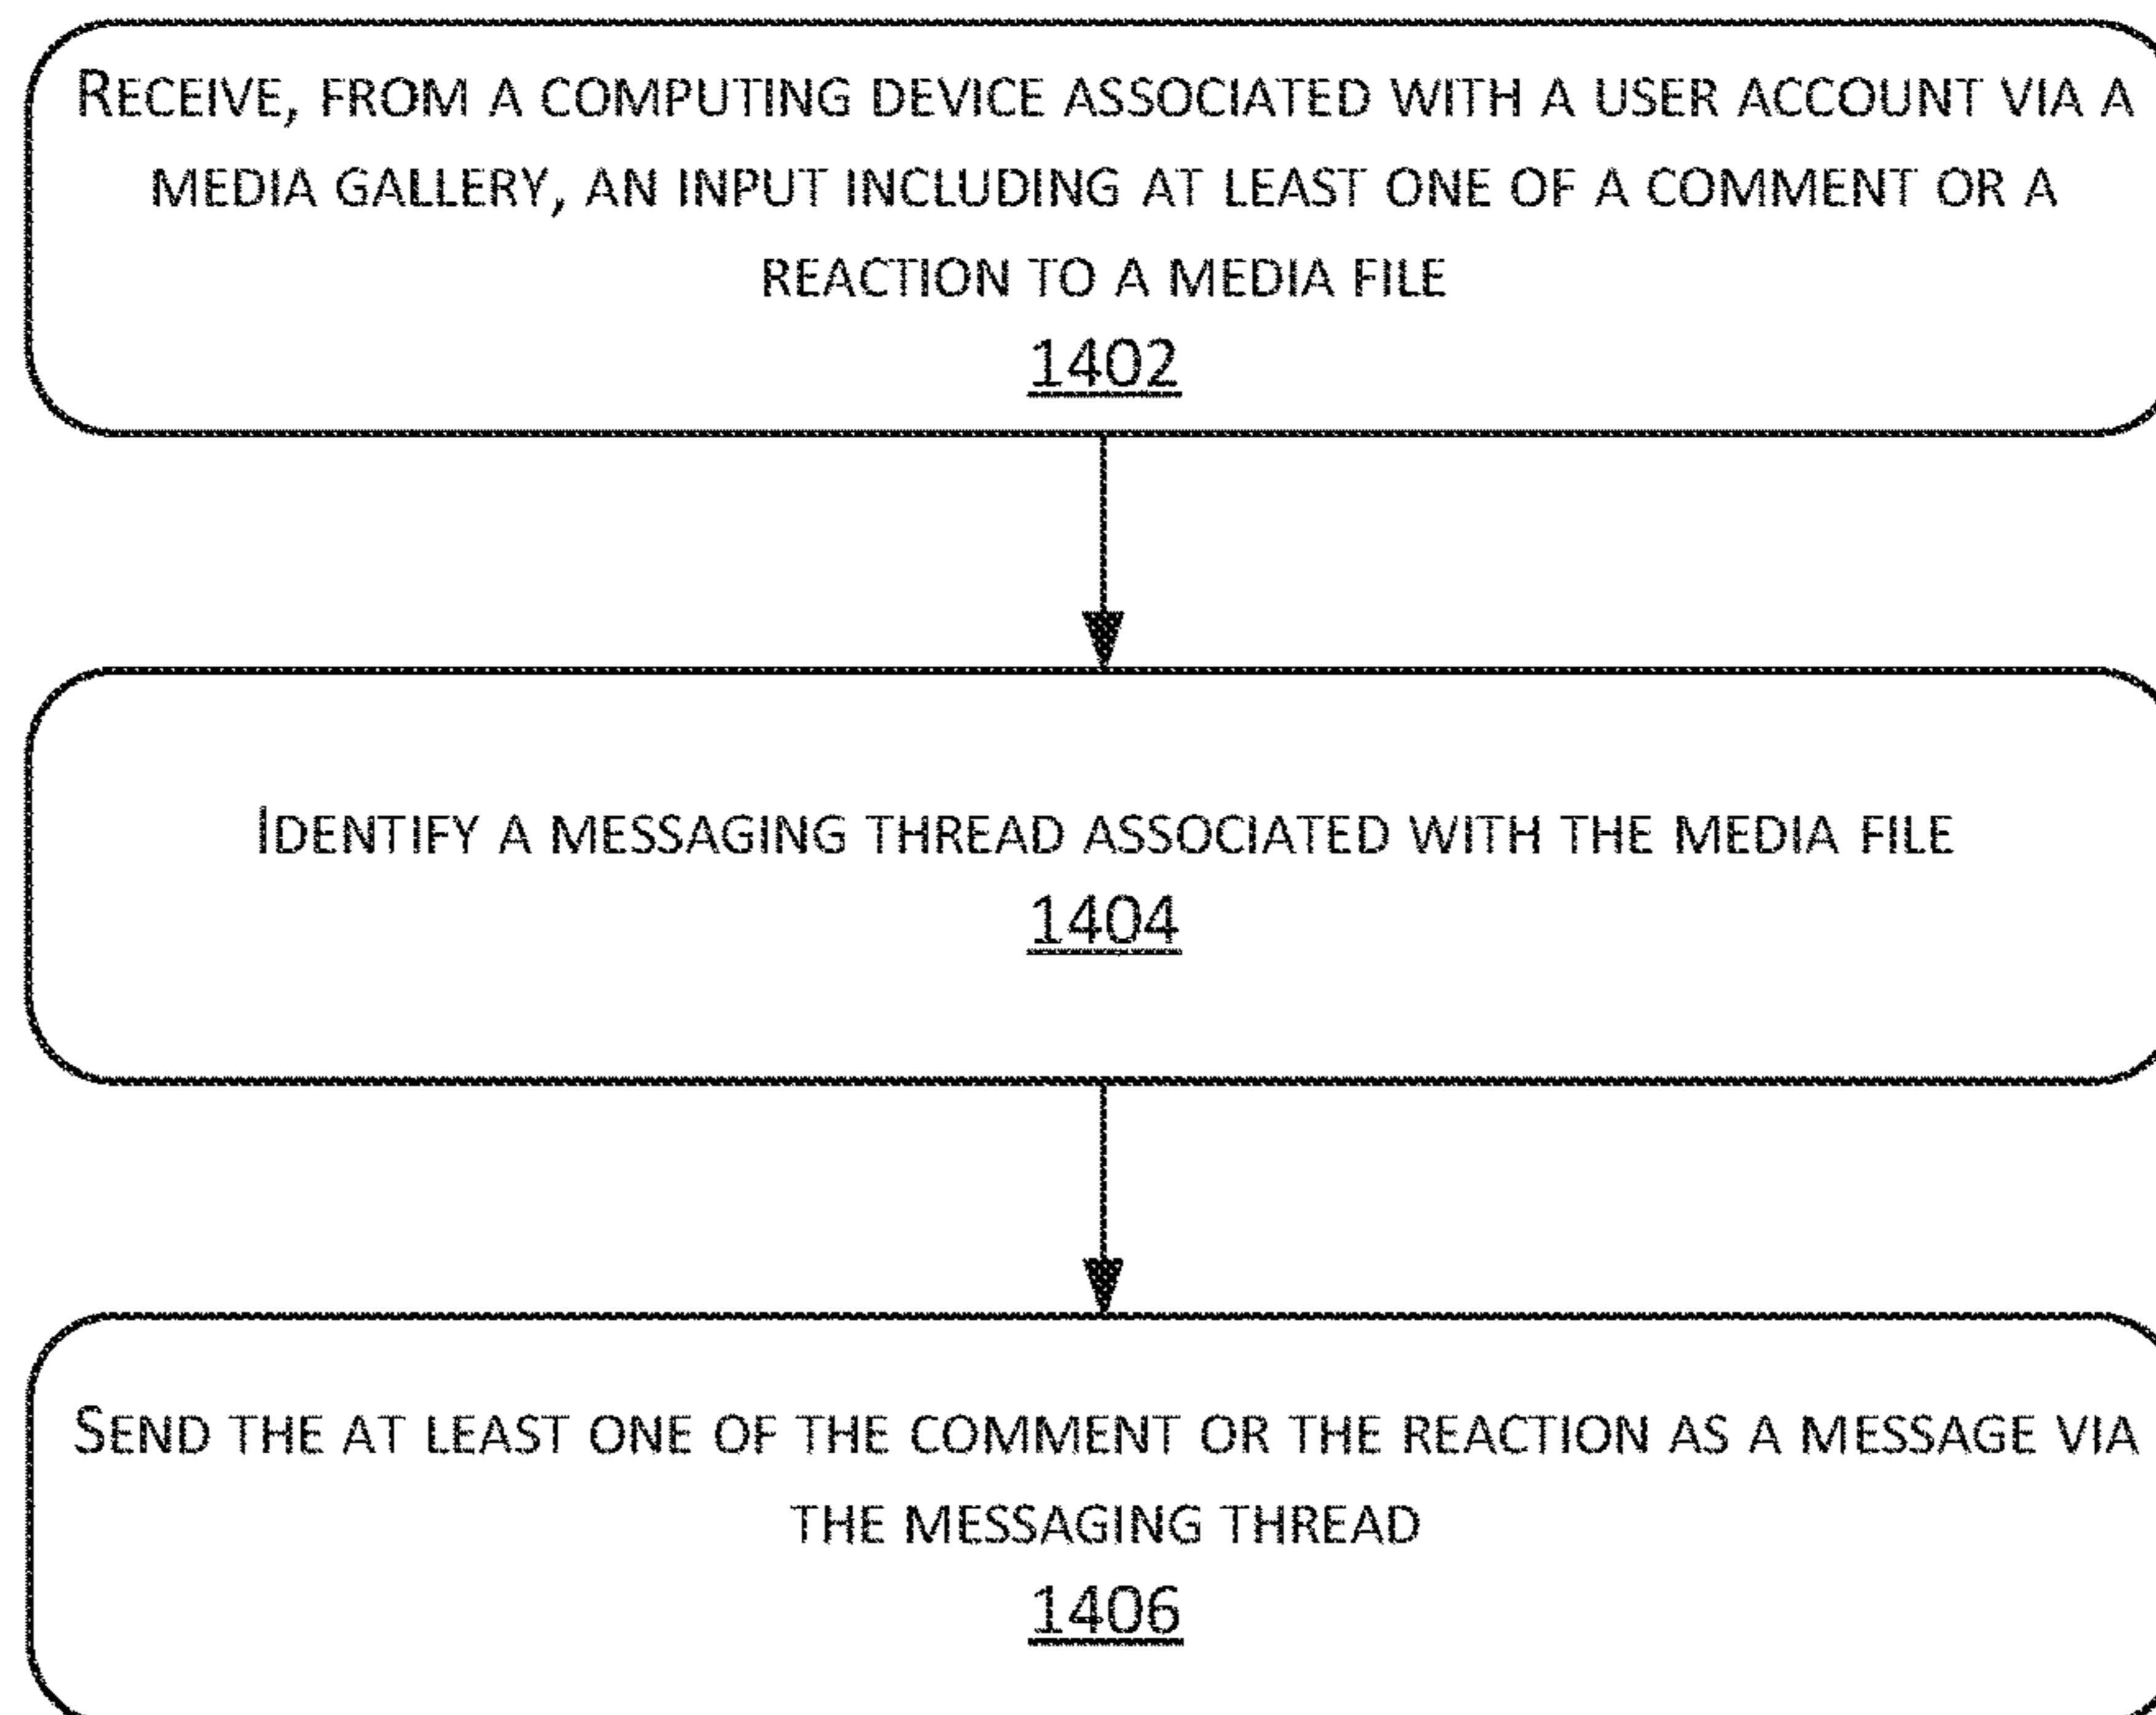 RECEIVE, FROM A COMPUTING DEVICE ASSOCIATED WITH A USER ACCOUNT VIA A
MEDIA GALLERY, AN INPUT INCLUDING AT LEAST ONE OF A COMMENT OR A
REACTION TO A MEDIA FILE
1402
IDENTIFY A MESSAGING THREAD ASSOCIATED WITH THE MEDIA FILE
1404
SEND THE AT LEAST ONE OF THE COMMENT OR THE REACTION AS A MESSAGE VIA
THE MESSAGING THREAD
1406